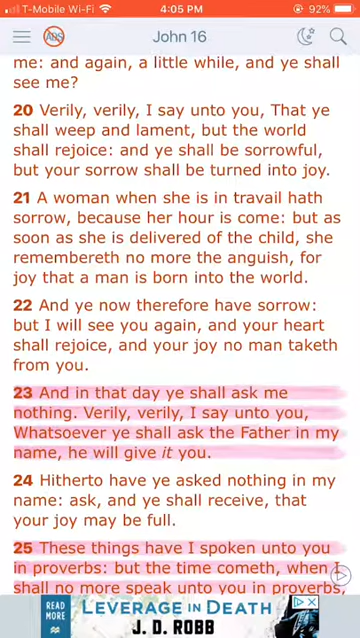 T-Mobile Wi-Fi 4:05 PM 92%
ADS John 16
me: and again, a little while, and ye shall
see me?
20 Verily, verily, I say unto you, That ye
shall weep and lament, but the world
shall rejoice: and ye shall be sorrowful,
but your sorrow shall be turned into joy.
21 A woman when she is in travail hath
sorrow, because her hour is come: but as
soon as she is delivered of the child, she
remembereth no more the anguish, for
joy that a man is born into the world.
22 And ye now therefore have sorrow:
but I will see you again, and your heart
shall rejoice, and your joy no man taketh
from you.
23 And in that day ye shall ask me
nothing. Verily, verily, I say unto you,
Whatsoever ye shall ask the Father in my
name, he will give it you.
24 Hitherto have ye asked nothing in my
name: ask, and ye shall receive, that
your joy may be full.
25 These things have I spoken unto you
in proverbs: but the time cometh, when I
shall no more speak unto you in proverbs,
READ
MORE
LEVERAGE IN DEATH
J. D. ROBB